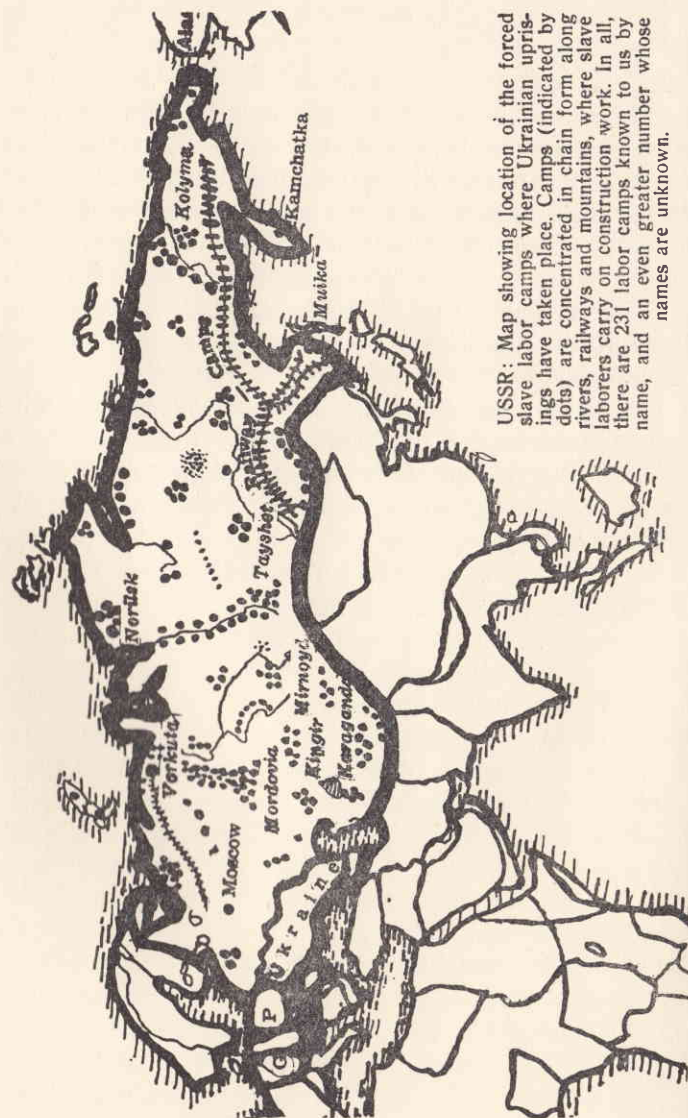 Alas
Kolyma
Kamchatka
Camps
Muika
Railway
Tayshet
Norilsk
Mirnoyd
Vorkuta
Kingir
Karaganda
Mordovia
Moscow
Ukraine
P
G
USSR: Map showing location of the forced
slave labor camps where Ukrainian upris-
ings have taken place. Camps (indicated by
dots) are concentrated in chain form along
rivers, railways and mountains, where slave
laborers carry on construction work. In all,
there are 231 labor camps known to us by
name, and an even greater number whose
names are unknown.